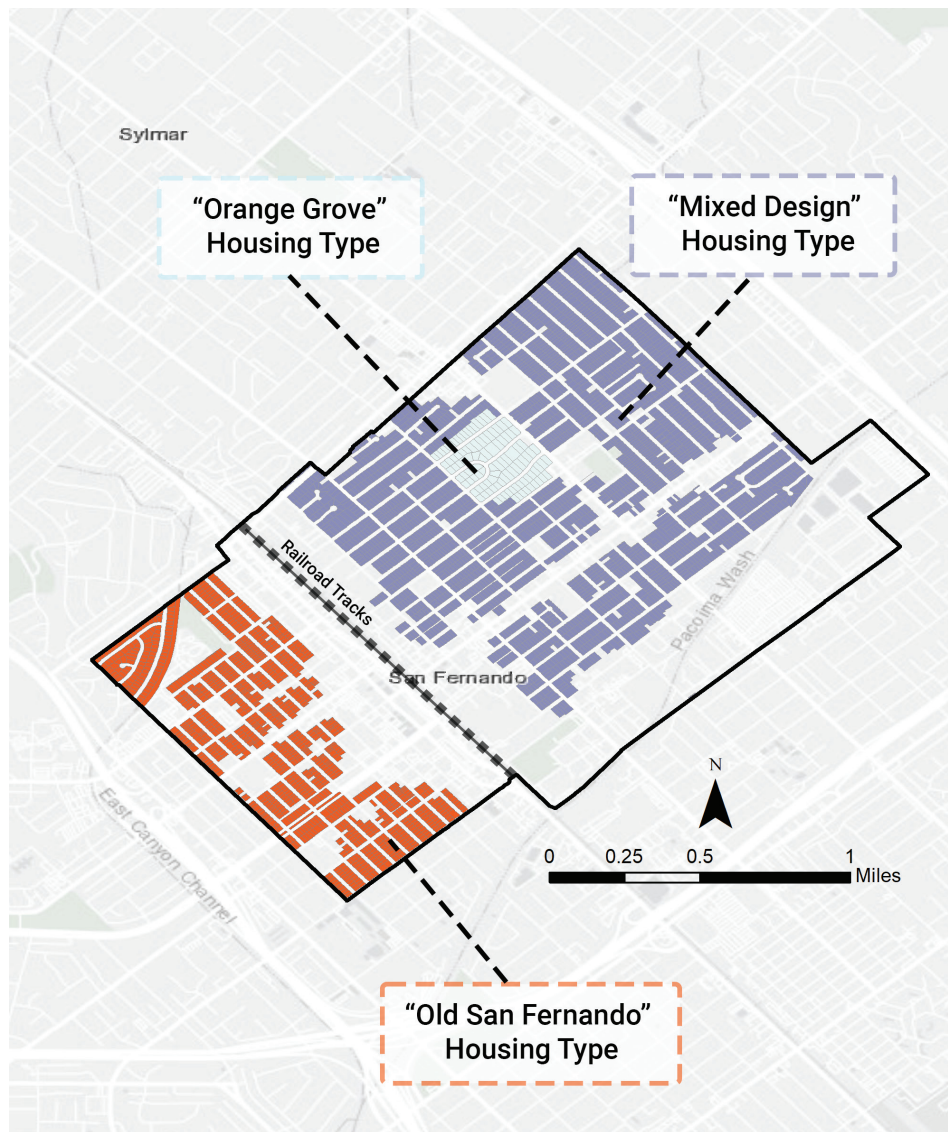 Sylmar
“Orange Grove”
Housing Type
“Mixed Design”
Housing Type
Railroad Tracks
Pacoima Wash
San Fernando
N
0 0.25 0.5 1
Miles
East Canyon Channel
“Old San Fernando”
Housing Type